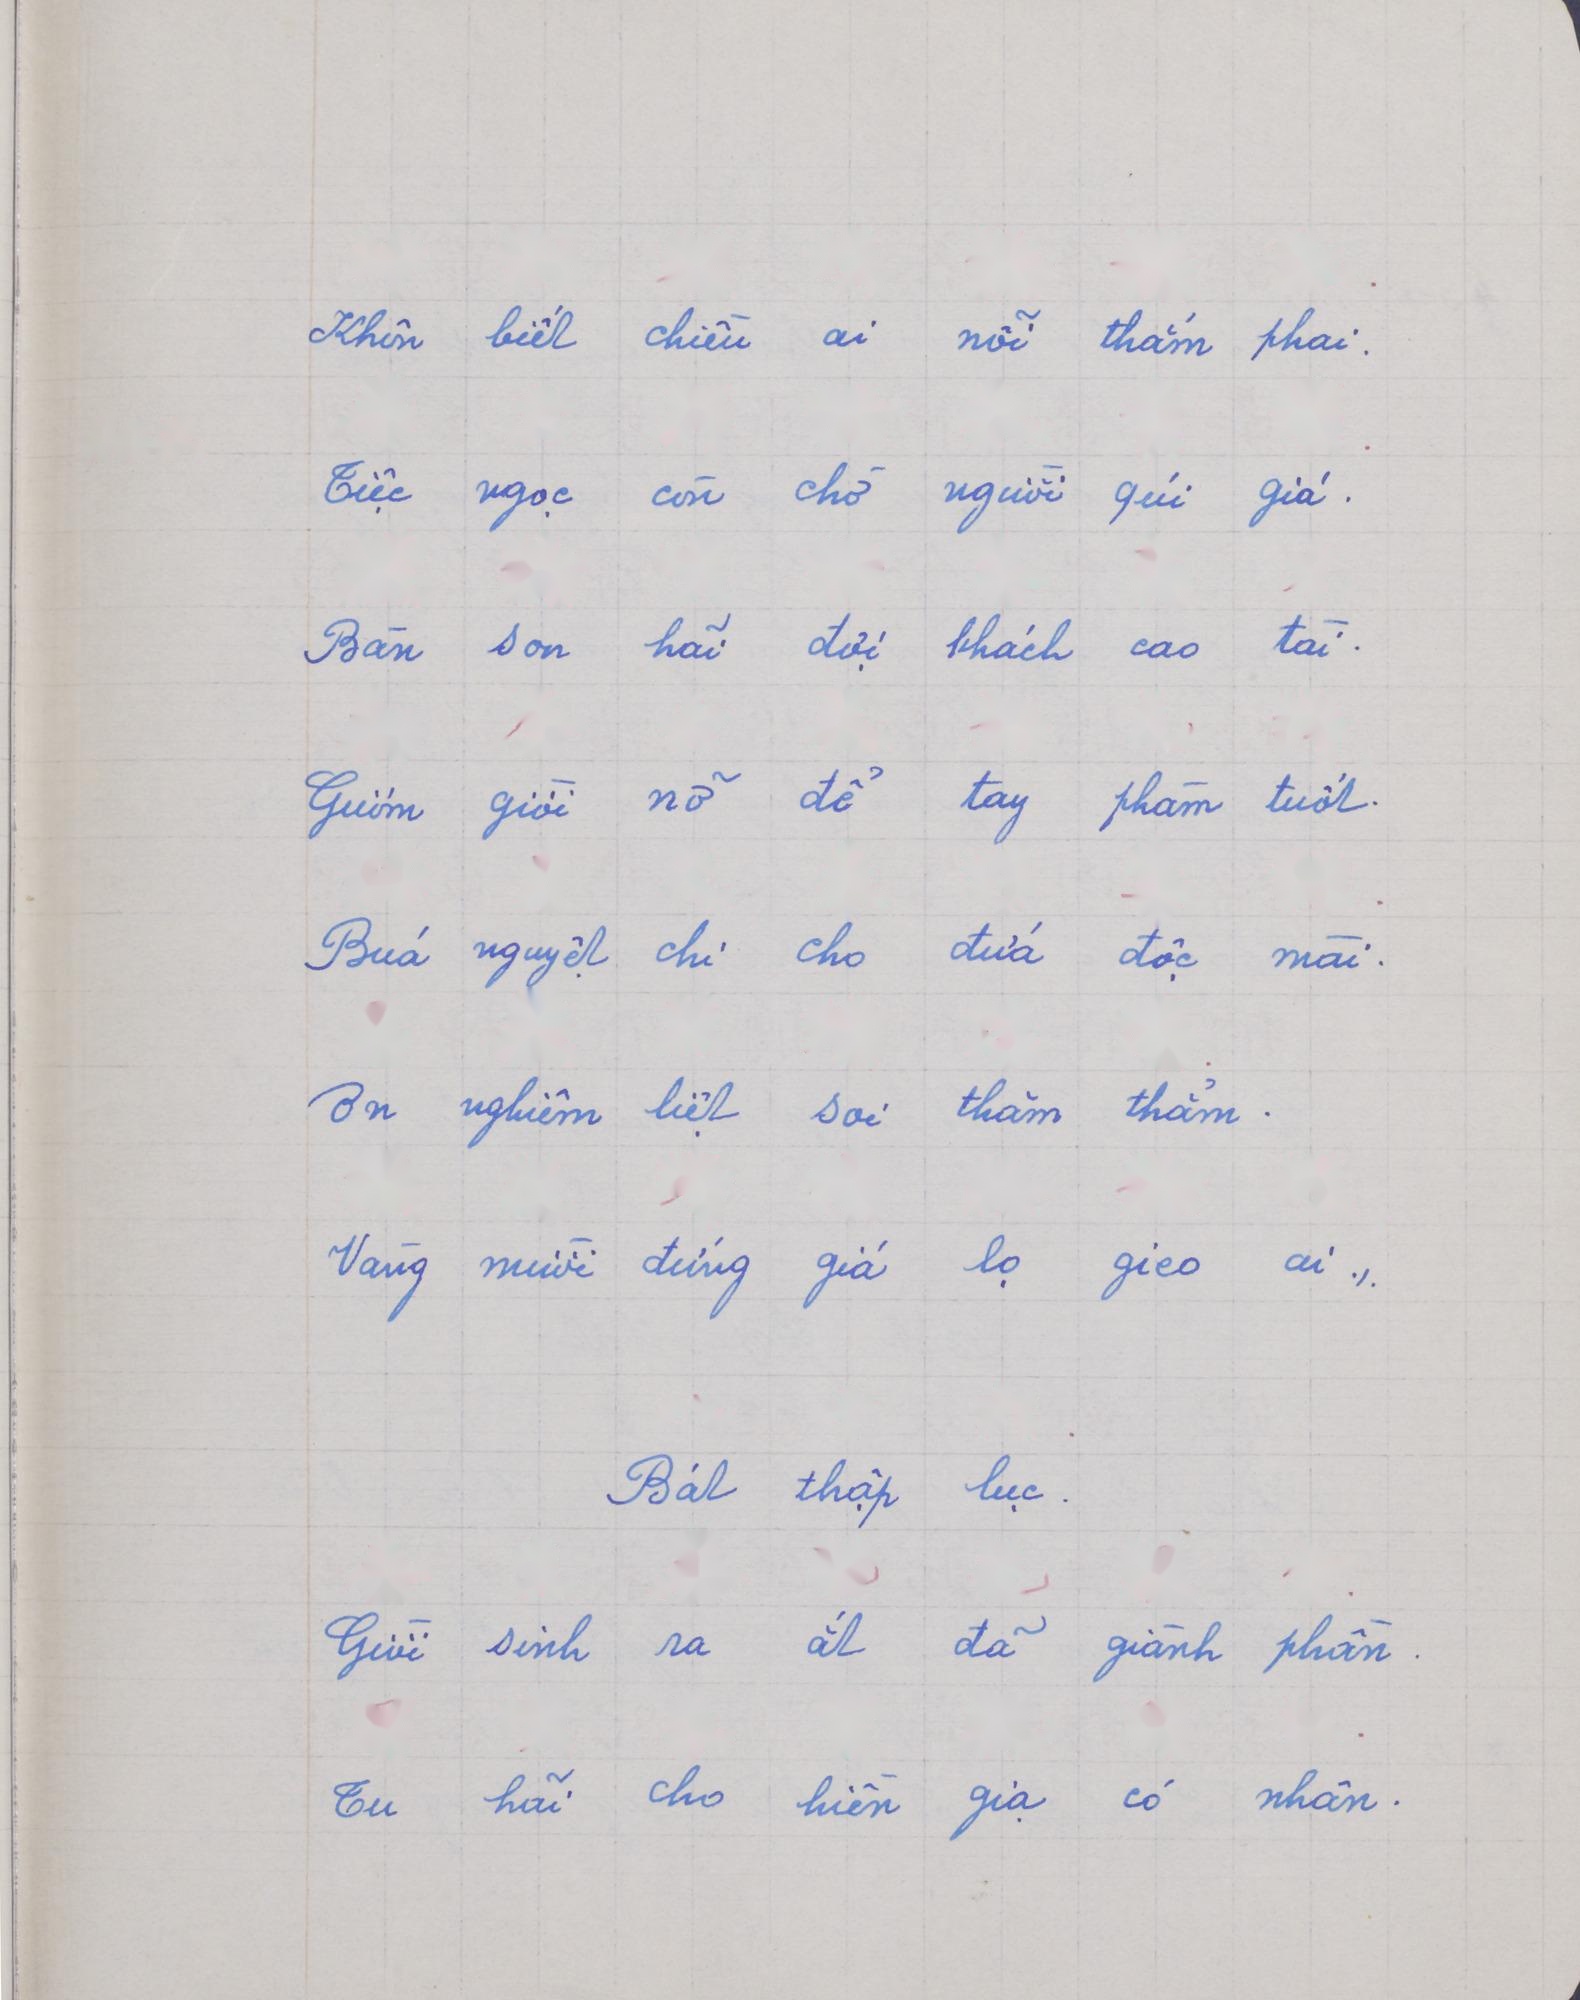 Khôn biết chiều ai nỗi thắm phai.
Tiệc ngọc còn chờ người qúi giá.
Bàn son hãi đợi khách cao tài.
Gươm giời nỡ để tay phàm tuốt.
Búa nguyệt chi cho đứa độc mài.
Ơn nghiêm liệt soi thăm thẳm.
Vàng mười đúng giá lọ gieo ai ./.
Bát thập lục.
Giời sinh ra ắt đã giành phần.
Tu hãi cho hiền giạ có nhân.